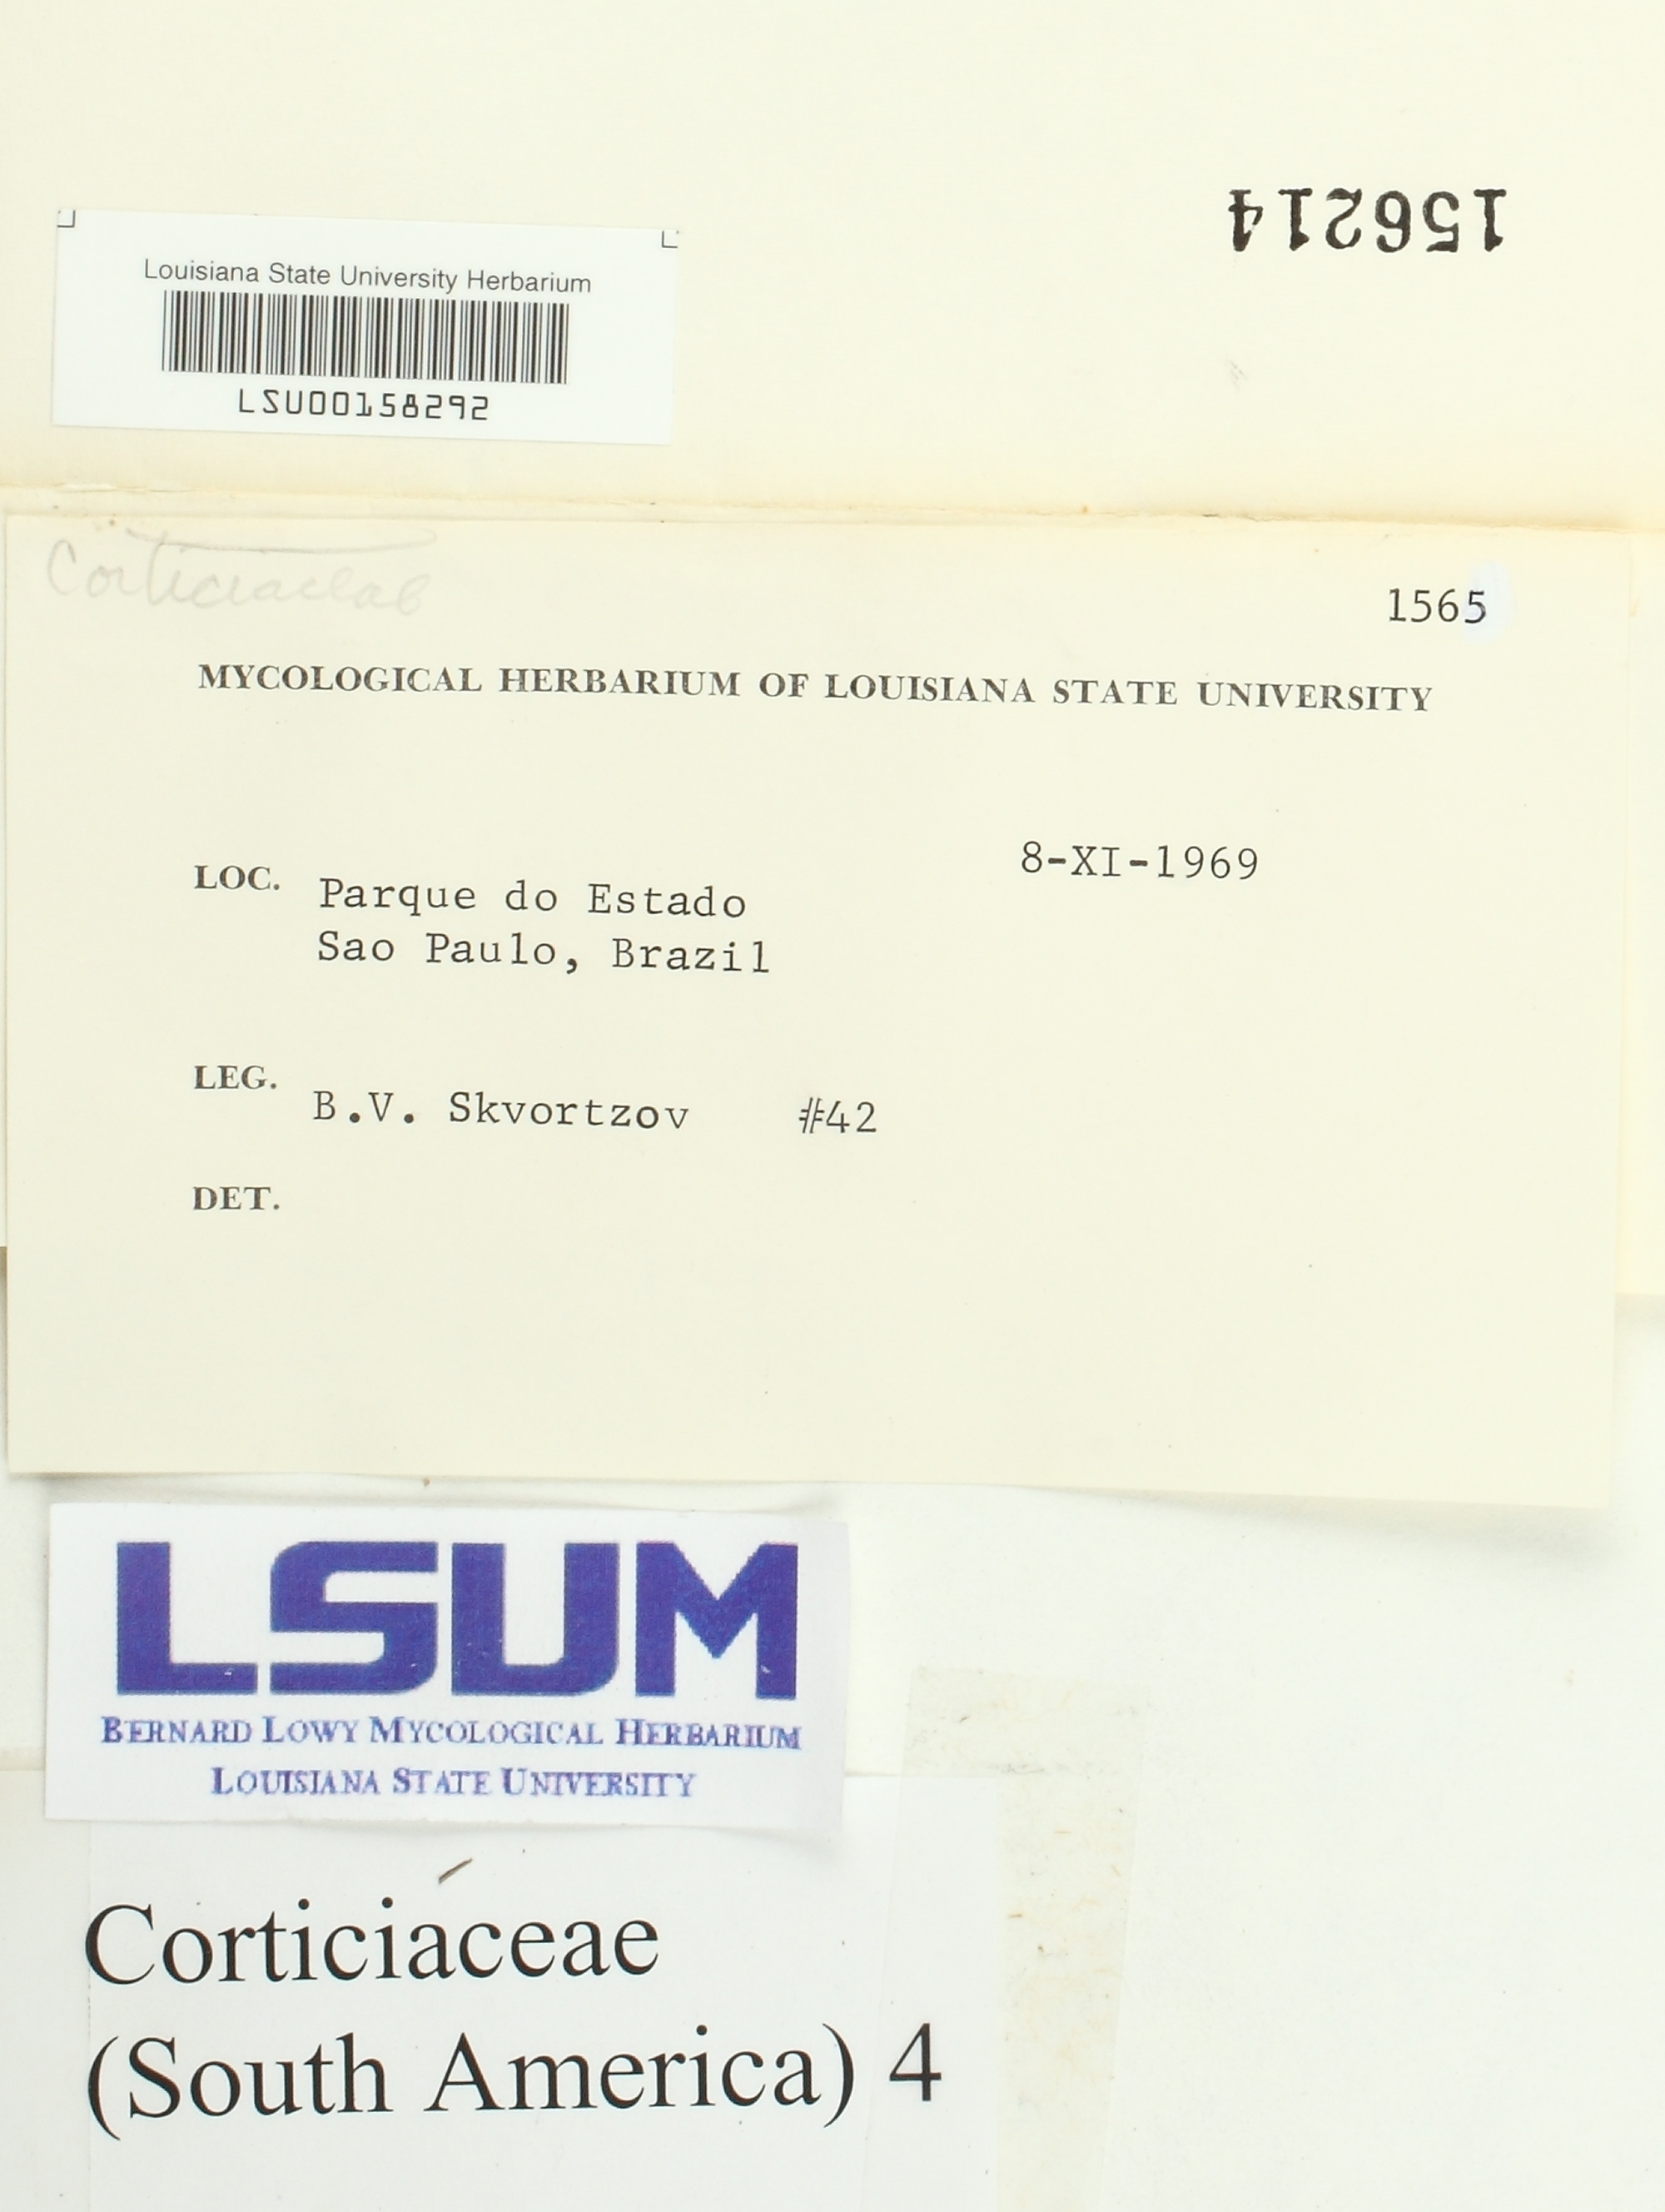 156214
Louisiana State University Herbarium
LSU00158292
Corticiaceae
1565
MYCOLOGICAL HERBARIUM OF LOUISIANA STATE UNIVERSITY
8-XI-1969
LOC. Parque do Estado
Sao Paulo, Brazil
LEG. B.V. Skvortzov #42
DET.
LSUM
BERNARD LOWY MYCOLOGICAL HERBARIUM
LOUISIANA STATE UNIVERSITY
Corticiaceae
(South America) 4